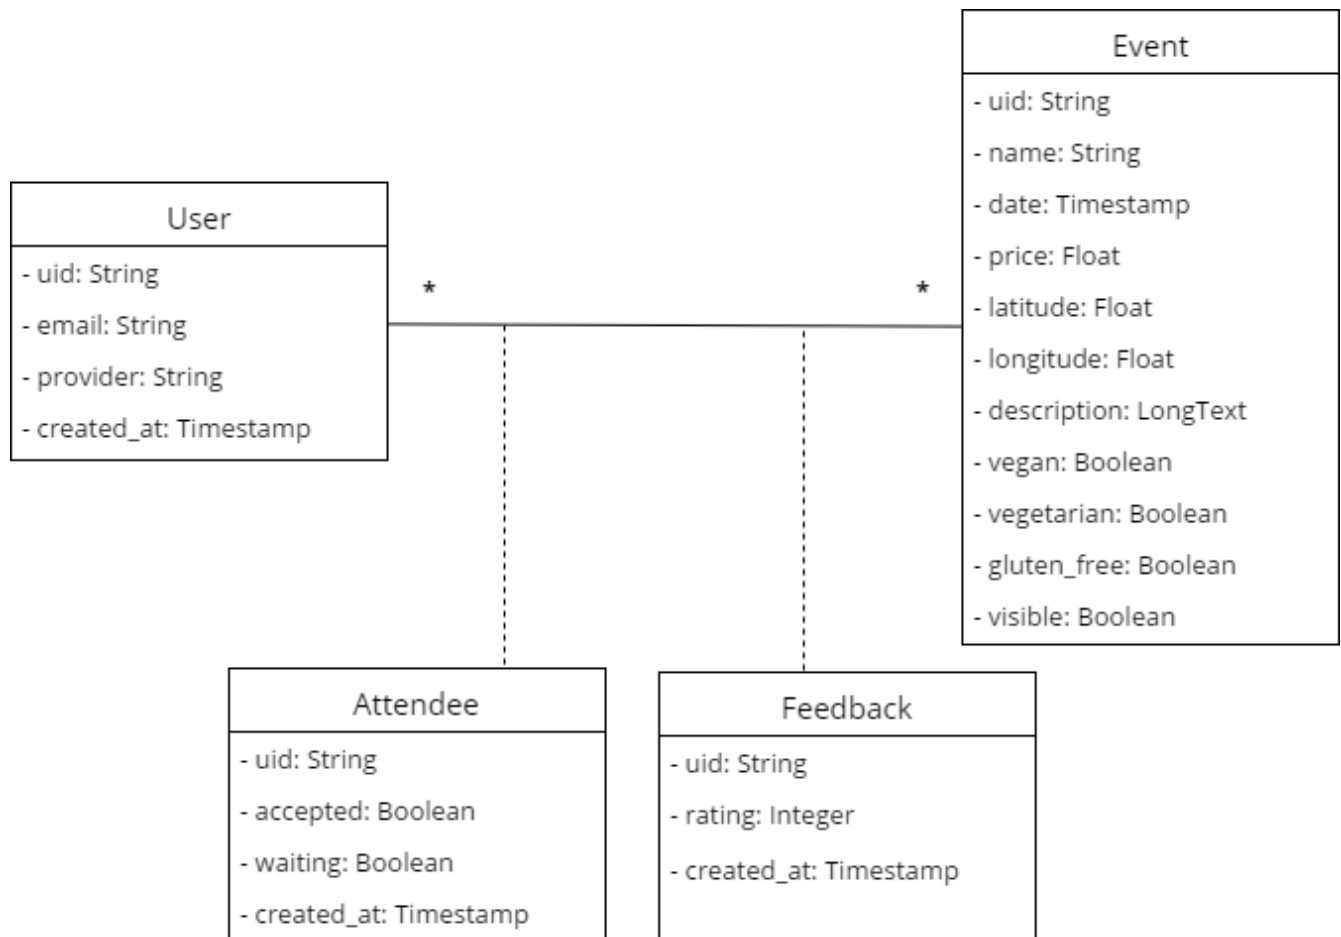 User
- uid: String
- email: String
- provider: String
- created_at: Timestamp
*
*
Event
- uid: String
- name: String
- date: Timestamp
- price: Float
- latitude: Float
- longitude: Float
- description: LongText
- vegan: Boolean
- vegetarian: Boolean
- gluten_free: Boolean
- visible: Boolean
Attendee
- uid: String
- accepted: Boolean
- waiting: Boolean
- created_at: Timestamp
Feedback
- uid: String
- rating: Integer
- created_at: Timestamp